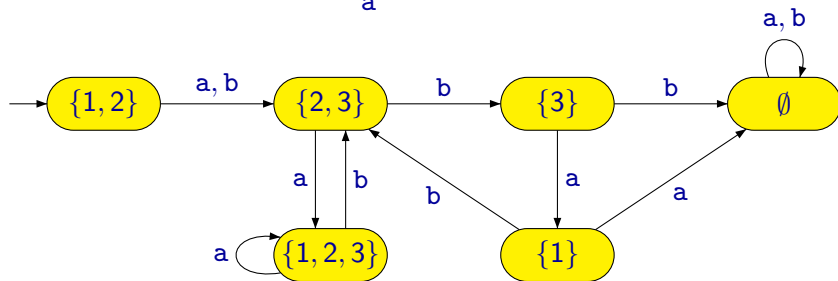 a
a, b
{1, 2} a, b {2, 3} b {3} b ∅
a b b a a
a {1, 2, 3} {1}